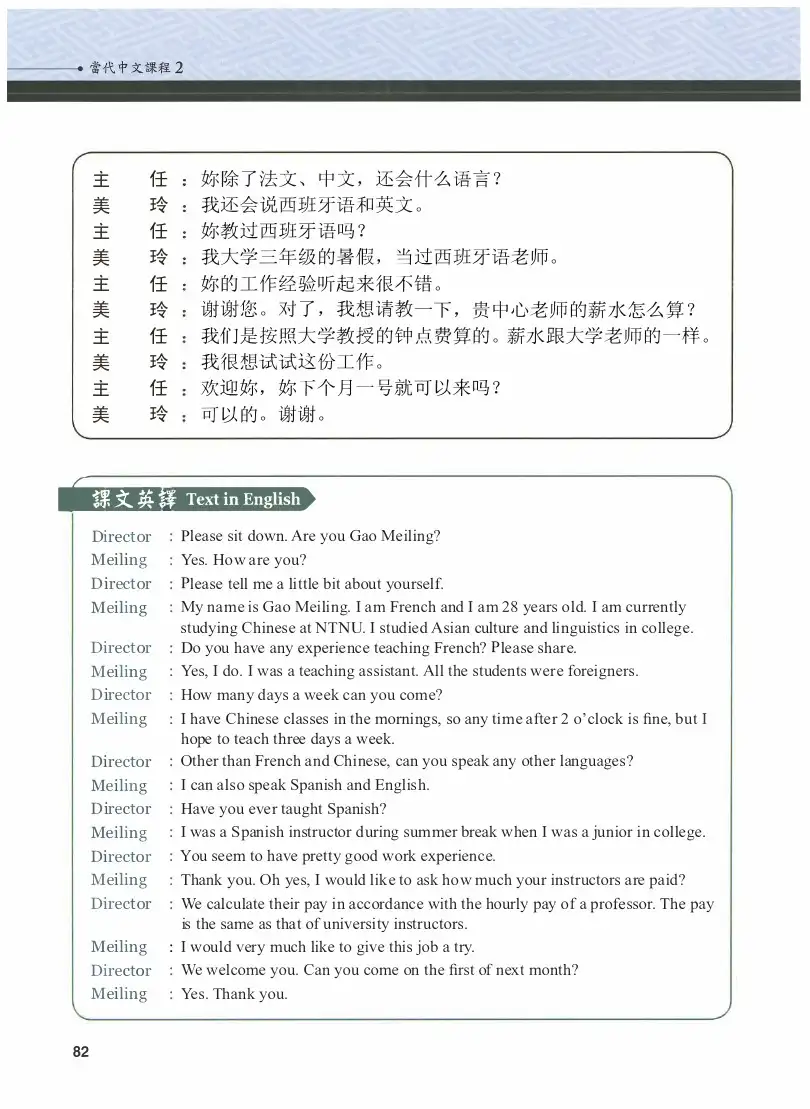 當代中文課程 2
主 任：妳除了法文、中文，还会什么语言？
美 玲：我还会说西班牙语和英文。
主 任：妳教过西班牙语吗？
美 玲：我大学三年级的暑假，当过西班牙语老师。
主 任：妳的工作经验听起来很不错。
美 玲：谢谢您。对了，我想请教一下，贵中心老师的薪水怎么算？
主 任：我们是按照大学教授的钟点费算的。薪水跟大学老师的一样。
美 玲：我很想试试这份工作。
主 任：欢迎妳，妳下个月一号就可以来吗？
美 玲：可以的。谢谢。
課文英譯 Text in English
Director : Please sit down. Are you Gao Meiling?
Meiling : Yes. How are you?
Director : Please tell me a little bit about yourself.
Meiling : My name is Gao Meiling. I am French and I am 28 years old. I am currently
studying Chinese at NTNU. I studied Asian culture and linguistics in college.
Director : Do you have any experience teaching French? Please share.
Meiling : Yes, I do. I was a teaching assistant. All the students were foreigners.
Director : How many days a week can you come?
Meiling : I have Chinese classes in the mornings, so any time after 2 o’clock is fine, but I
hope to teach three days a week.
Director : Other than French and Chinese, can you speak any other languages?
Meiling : I can also speak Spanish and English.
Director : Have you ever taught Spanish?
Meiling : I was a Spanish instructor during summer break when I was a junior in college.
Director : You seem to have pretty good work experience.
Meiling : Thank you. Oh yes, I would like to ask how much your instructors are paid?
Director : We calculate their pay in accordance with the hourly pay of a professor. The pay
is the same as that of university instructors.
Meiling : I would very much like to give this job a try.
Director : We welcome you. Can you come on the first of next month?
Meiling : Yes. Thank you.
82